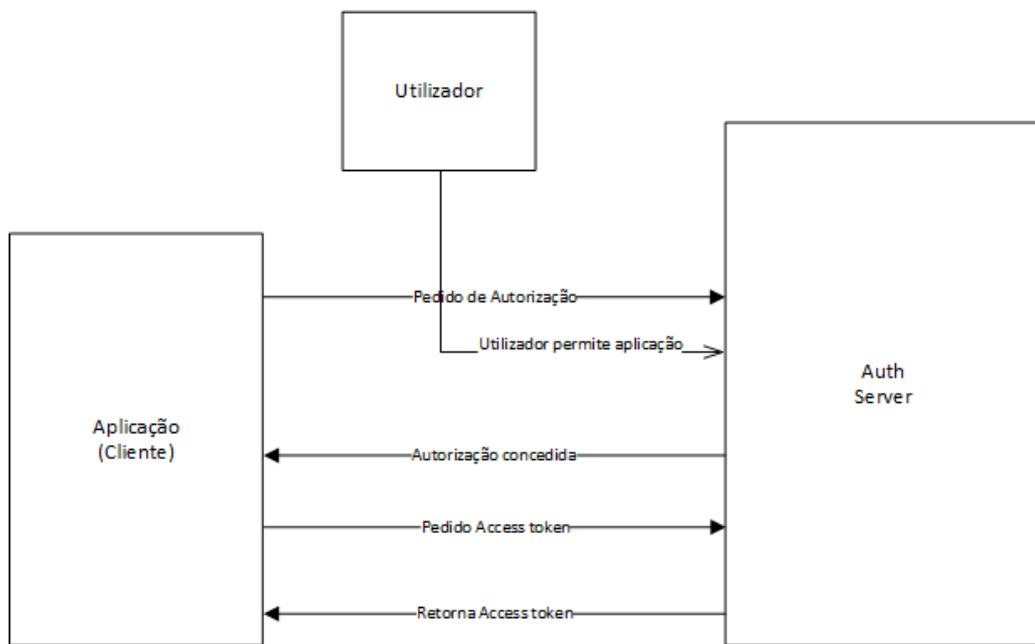 Utilizador
Pedido de Autorização
Utilizador permite aplicação
Auth
Server
Aplicação
(Cliente)
Autorização concedida
Pedido Access token
Retorna Access token